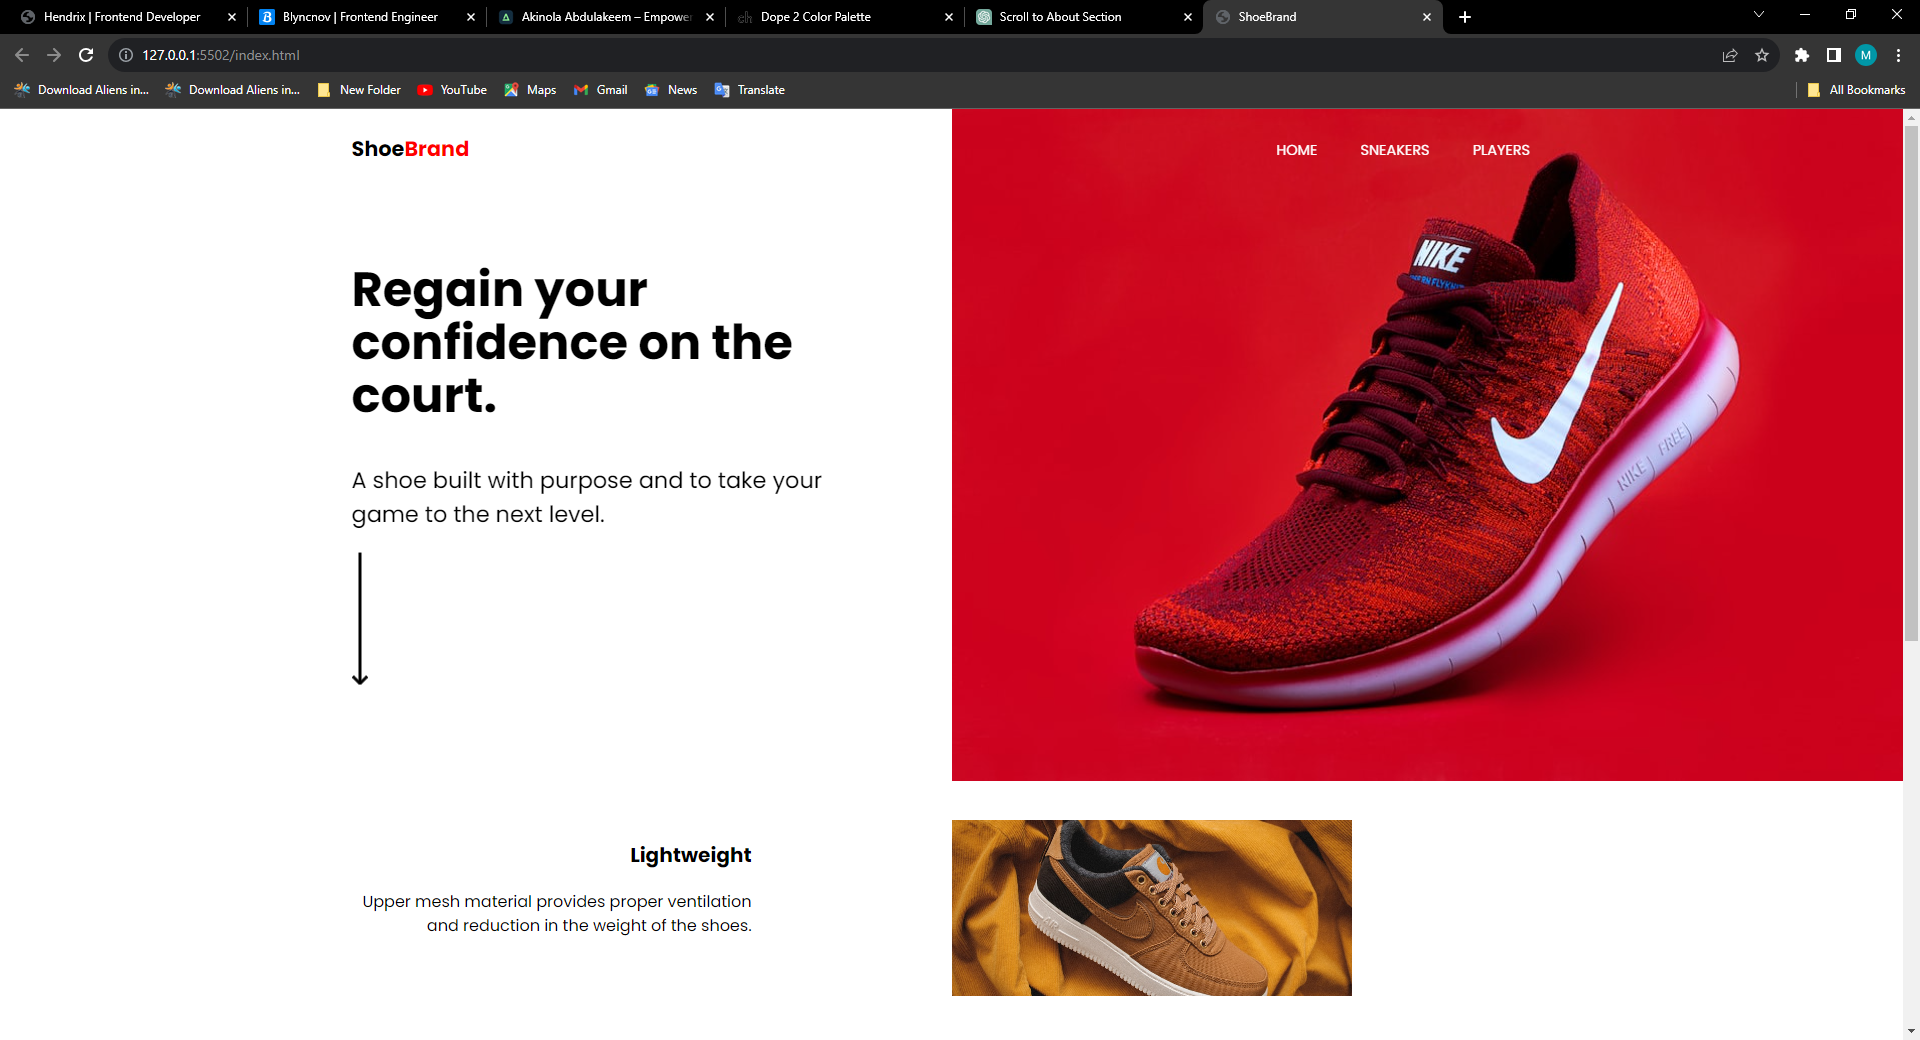 Hendrix | Frontend Developer
Blyncnov | Frontend Engineer
Akinola Abdulakeem – Empower
Dope 2 Color Palette
Scroll to About Section
ShoeBrand
127.0.0.1:5502/index.html
M
Download Aliens in...
Download Aliens in...
New Folder
YouTube
Maps
Gmail
News
Translate
All Bookmarks
ShoeBrand
HOME
SNEAKERS
PLAYERS
Regain your
confidence on the
court.
A shoe built with purpose and to take your
game to the next level.
NIKE
NIKE FREE
Lightweight
Upper mesh material provides proper ventilation
and reduction in the weight of the shoes.
AIR